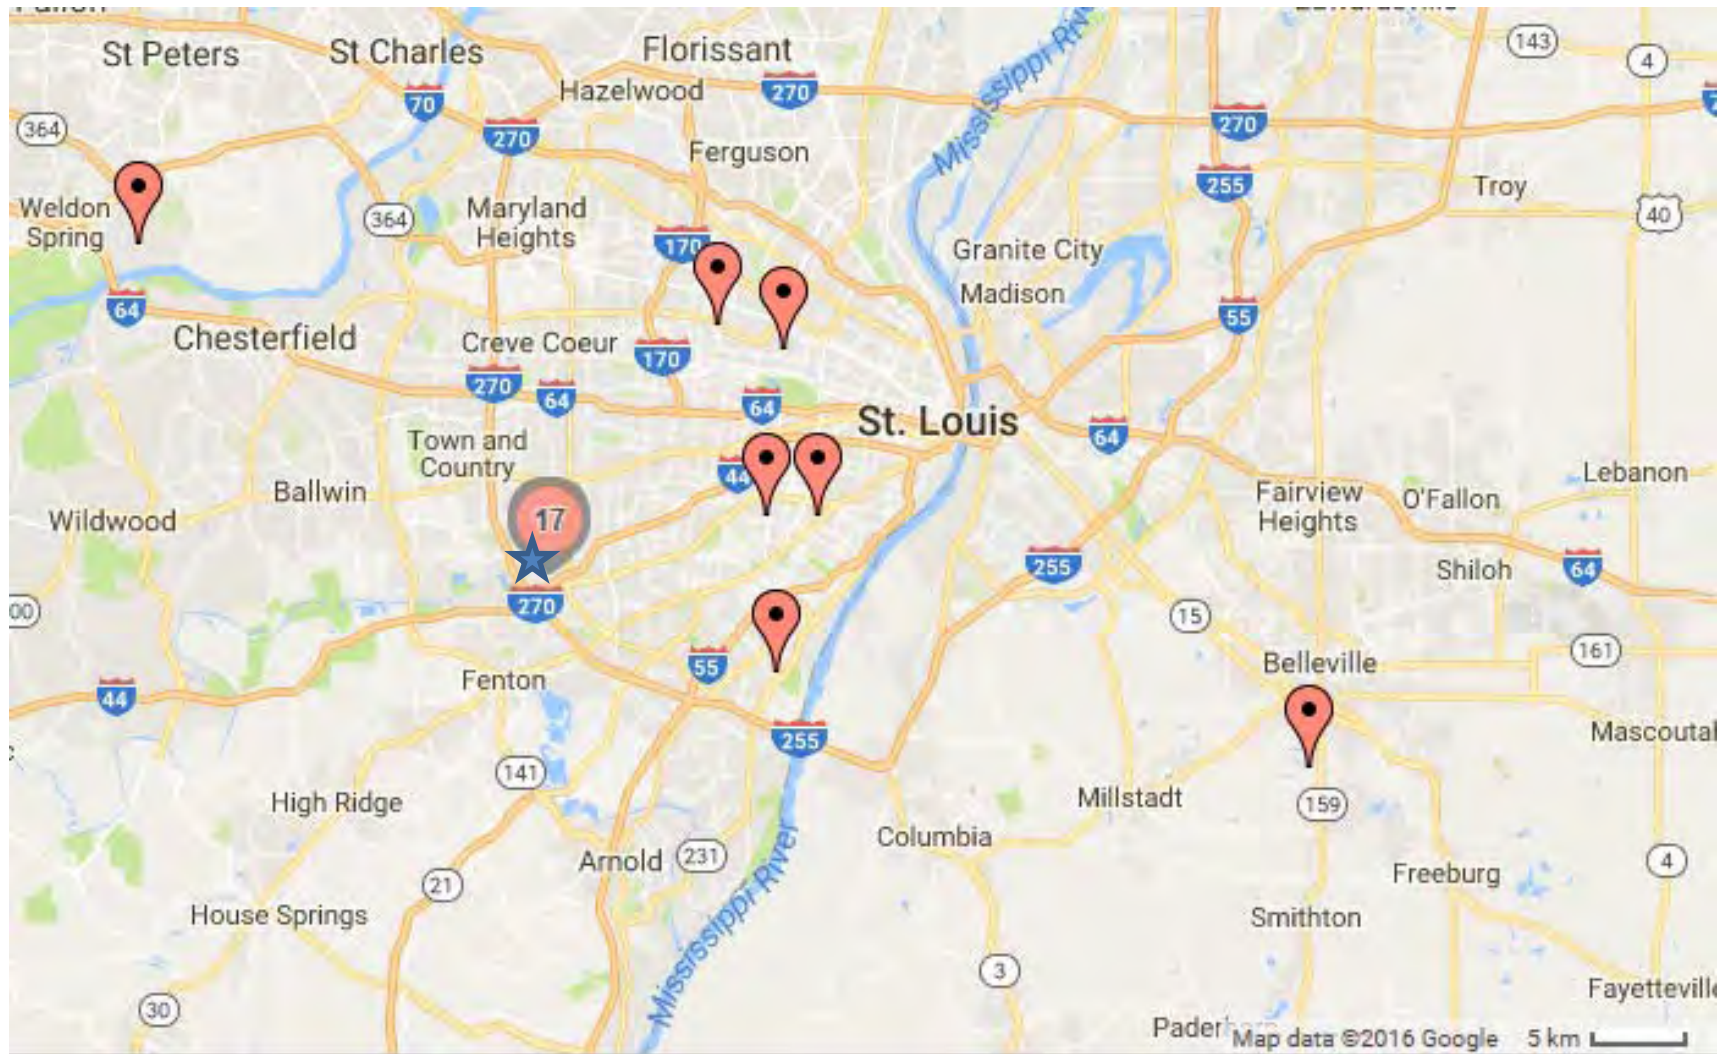 St Peters
St Charles
Florissant
143
4
Hazelwood
270
70
270
270
364
Ferguson
255
Troy
Weldon
Spring
364
Maryland
Heights
40
170
Granite City
Madison
64
55
Chesterfield
Creve Coeur
170
270
64
64
St. Louis
64
Town and
Country
44
Lebanon
Ballwin
Fairview
Heights
O'Fallon
Wildwood
17
255
Shiloh
64
270
15
161
Fenton
55
Belleville
44
255
Mascoutah
141
High Ridge
Millstadt
159
Columbia
Arnold
231
4
21
Freeburg
House Springs
Smithton
3
30
Fayetteville
Mississippi River
Mississippi River
Map data ©2016 Google
5 km